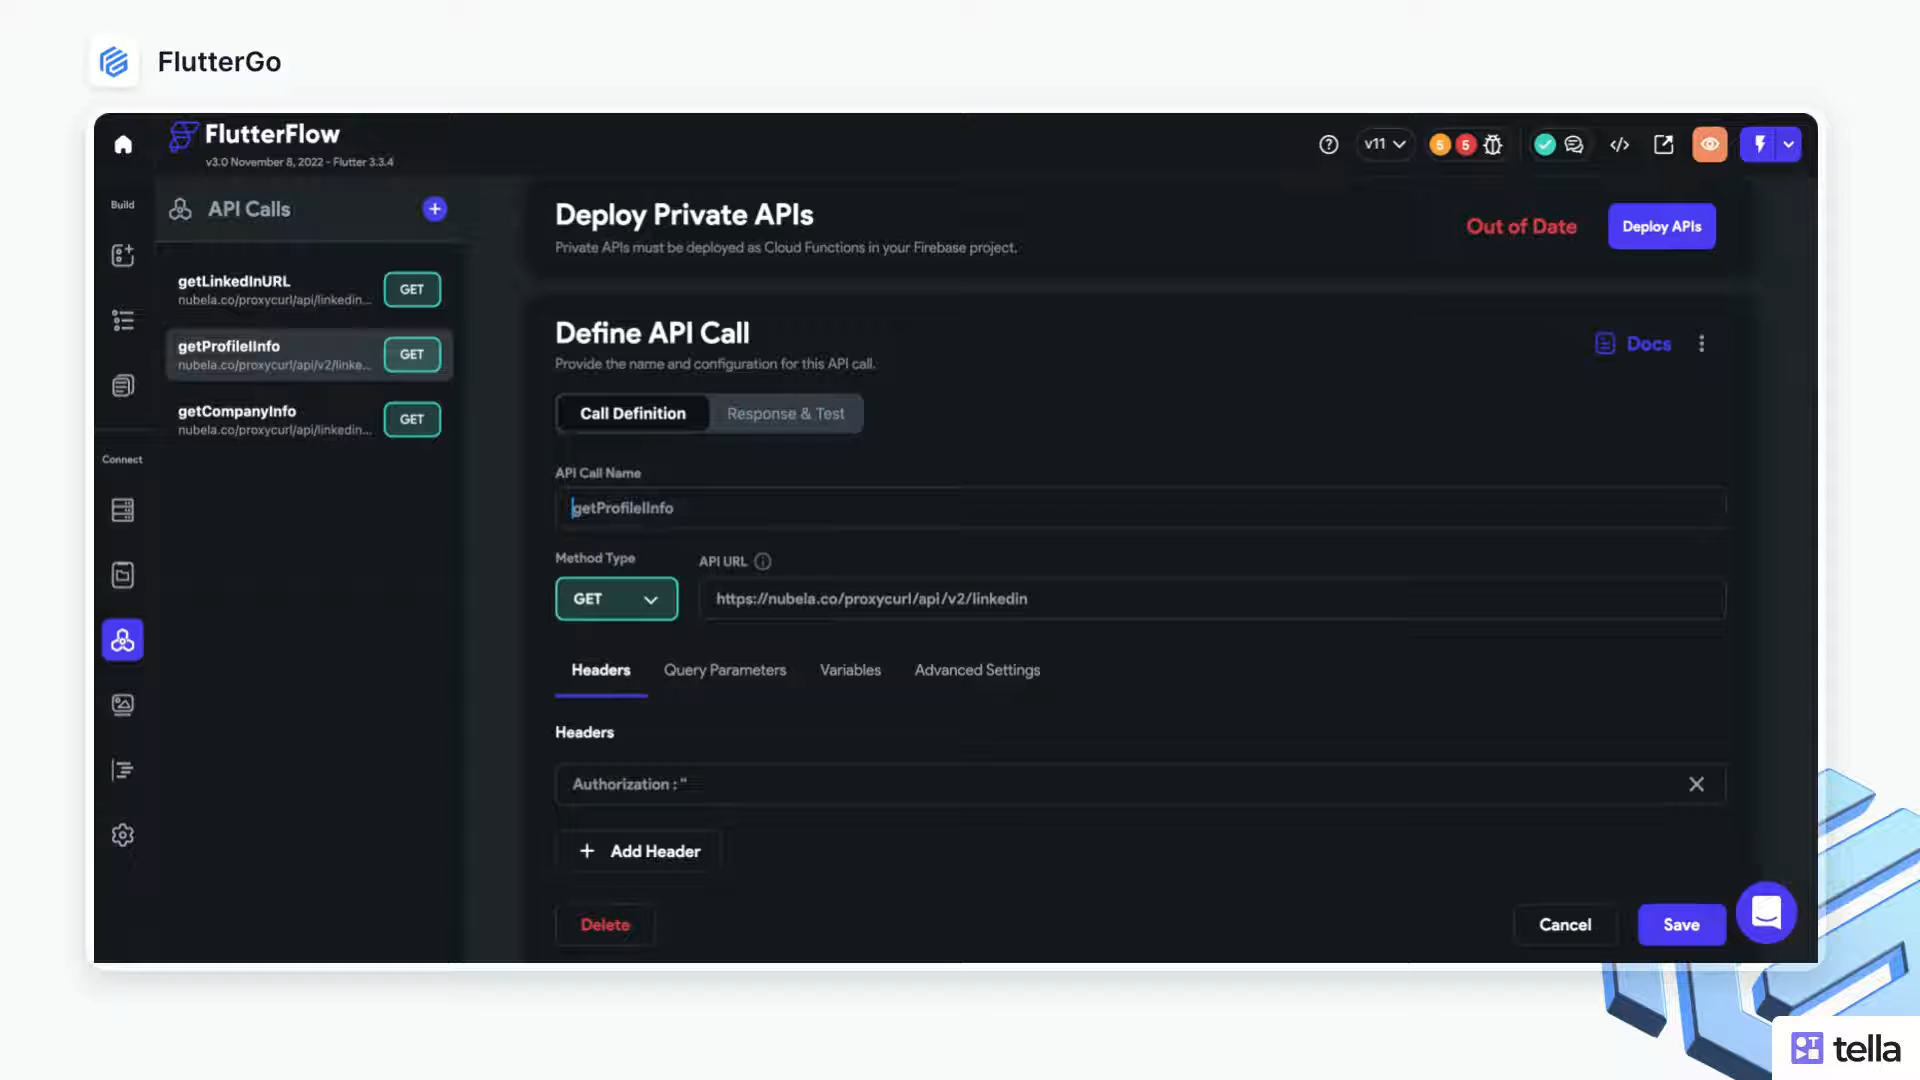 FlutterGo
FlutterFlow
v3.0 November 8, 2022 - Flutter 3.3.4
v11
5
5
Build
API Calls
getLinkedInURL
nubela.co/proxycurl/api/linkedin...
GET
getProfileInfo
nubela.co/proxycurl/api/v2/linke...
GET
getCompanyInfo
nubela.co/proxycurl/api/linkedin...
GET
Connect
Deploy Private APIs
Private APIs must be deployed as Cloud Functions in your Firebase project.
Out of Date
Deploy APIs
Define API Call
Provide the name and configuration for this API call.
Docs
Call Definition
Response & Test
API Call Name
getProfileInfo
Method Type
API URL
GET
https://nubela.co/proxycurl/api/v2/linkedin
Headers
Query Parameters
Variables
Advanced Settings
Headers
Authorization : "
+ Add Header
Delete
Cancel
Save
tella